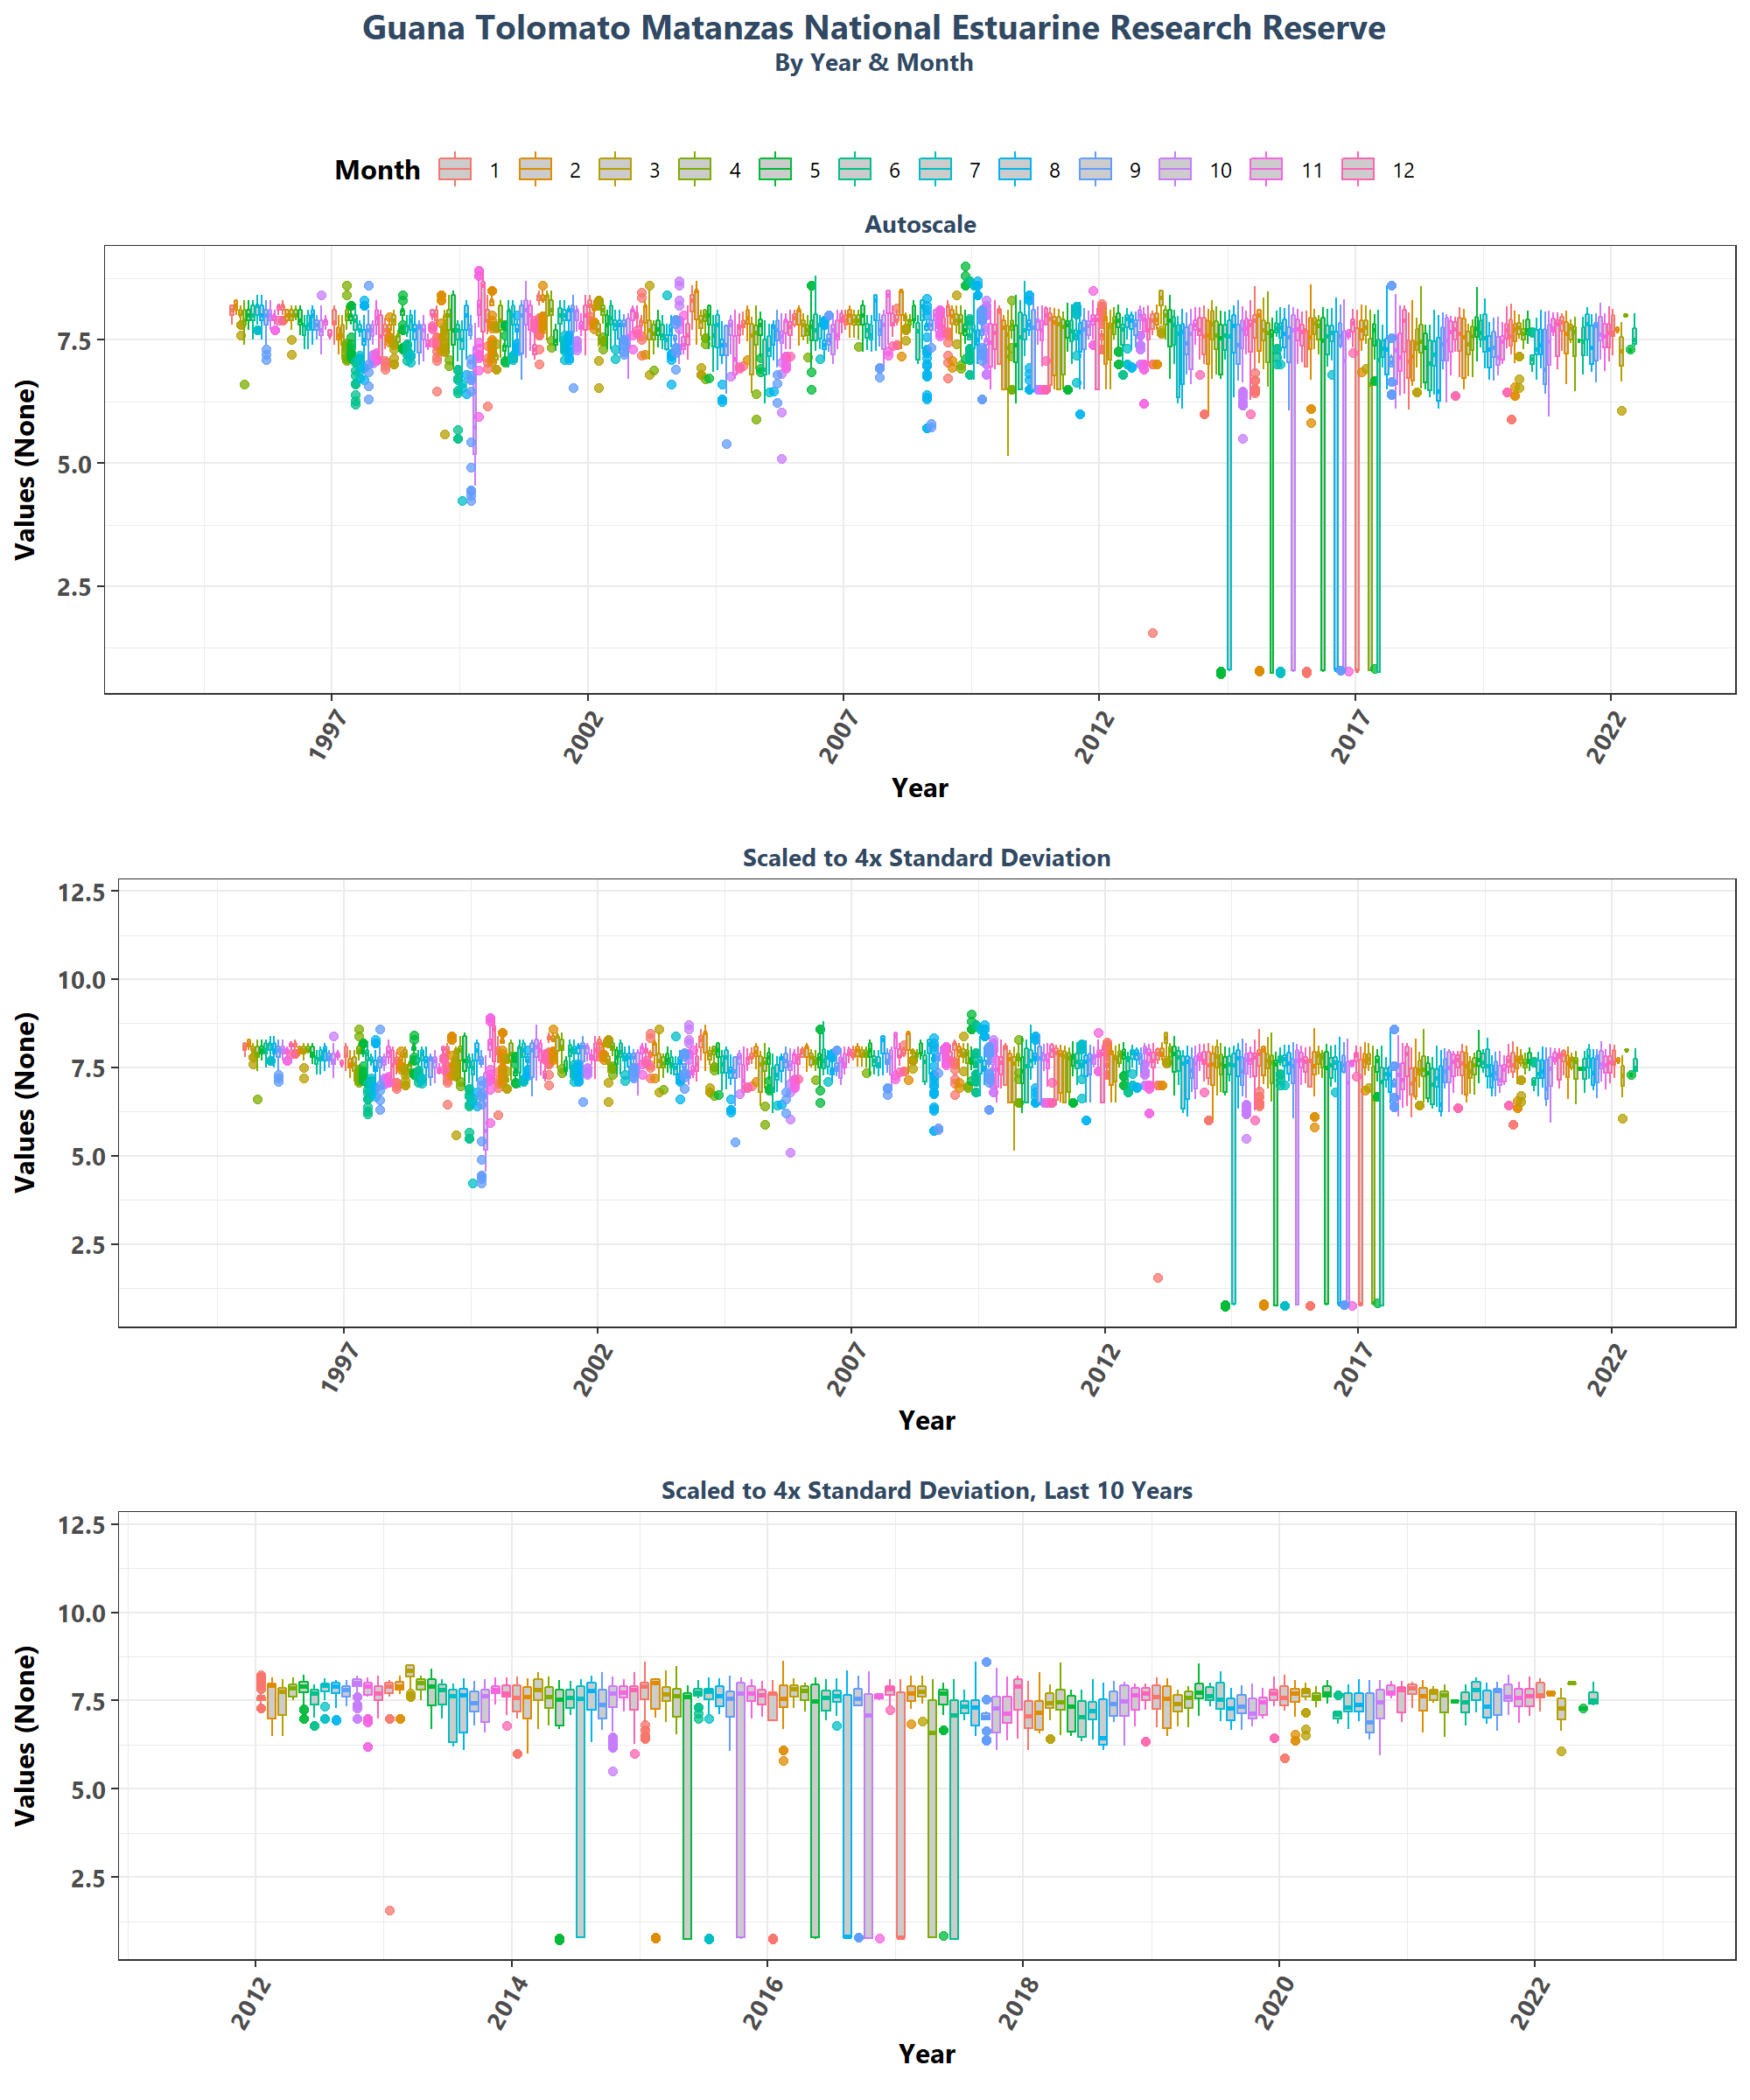 Guana Tolomato Matanzas National Estuarine Research Reserve
By Year & Month
Month 1 2 3 4 5 6 7 8 9 10 11 12
Autoscale
Values (None)
7.5
5.0
2.5
1997 2002 2007 2012 2017 2022
Year
Scaled to 4x Standard Deviation
Values (None)
12.5
10.0
7.5
5.0
2.5
1997 2002 2007 2012 2017 2022
Year
Scaled to 4x Standard Deviation, Last 10 Years
Values (None)
12.5
10.0
7.5
5.0
2.5
2012 2014 2016 2018 2020 2022
Year